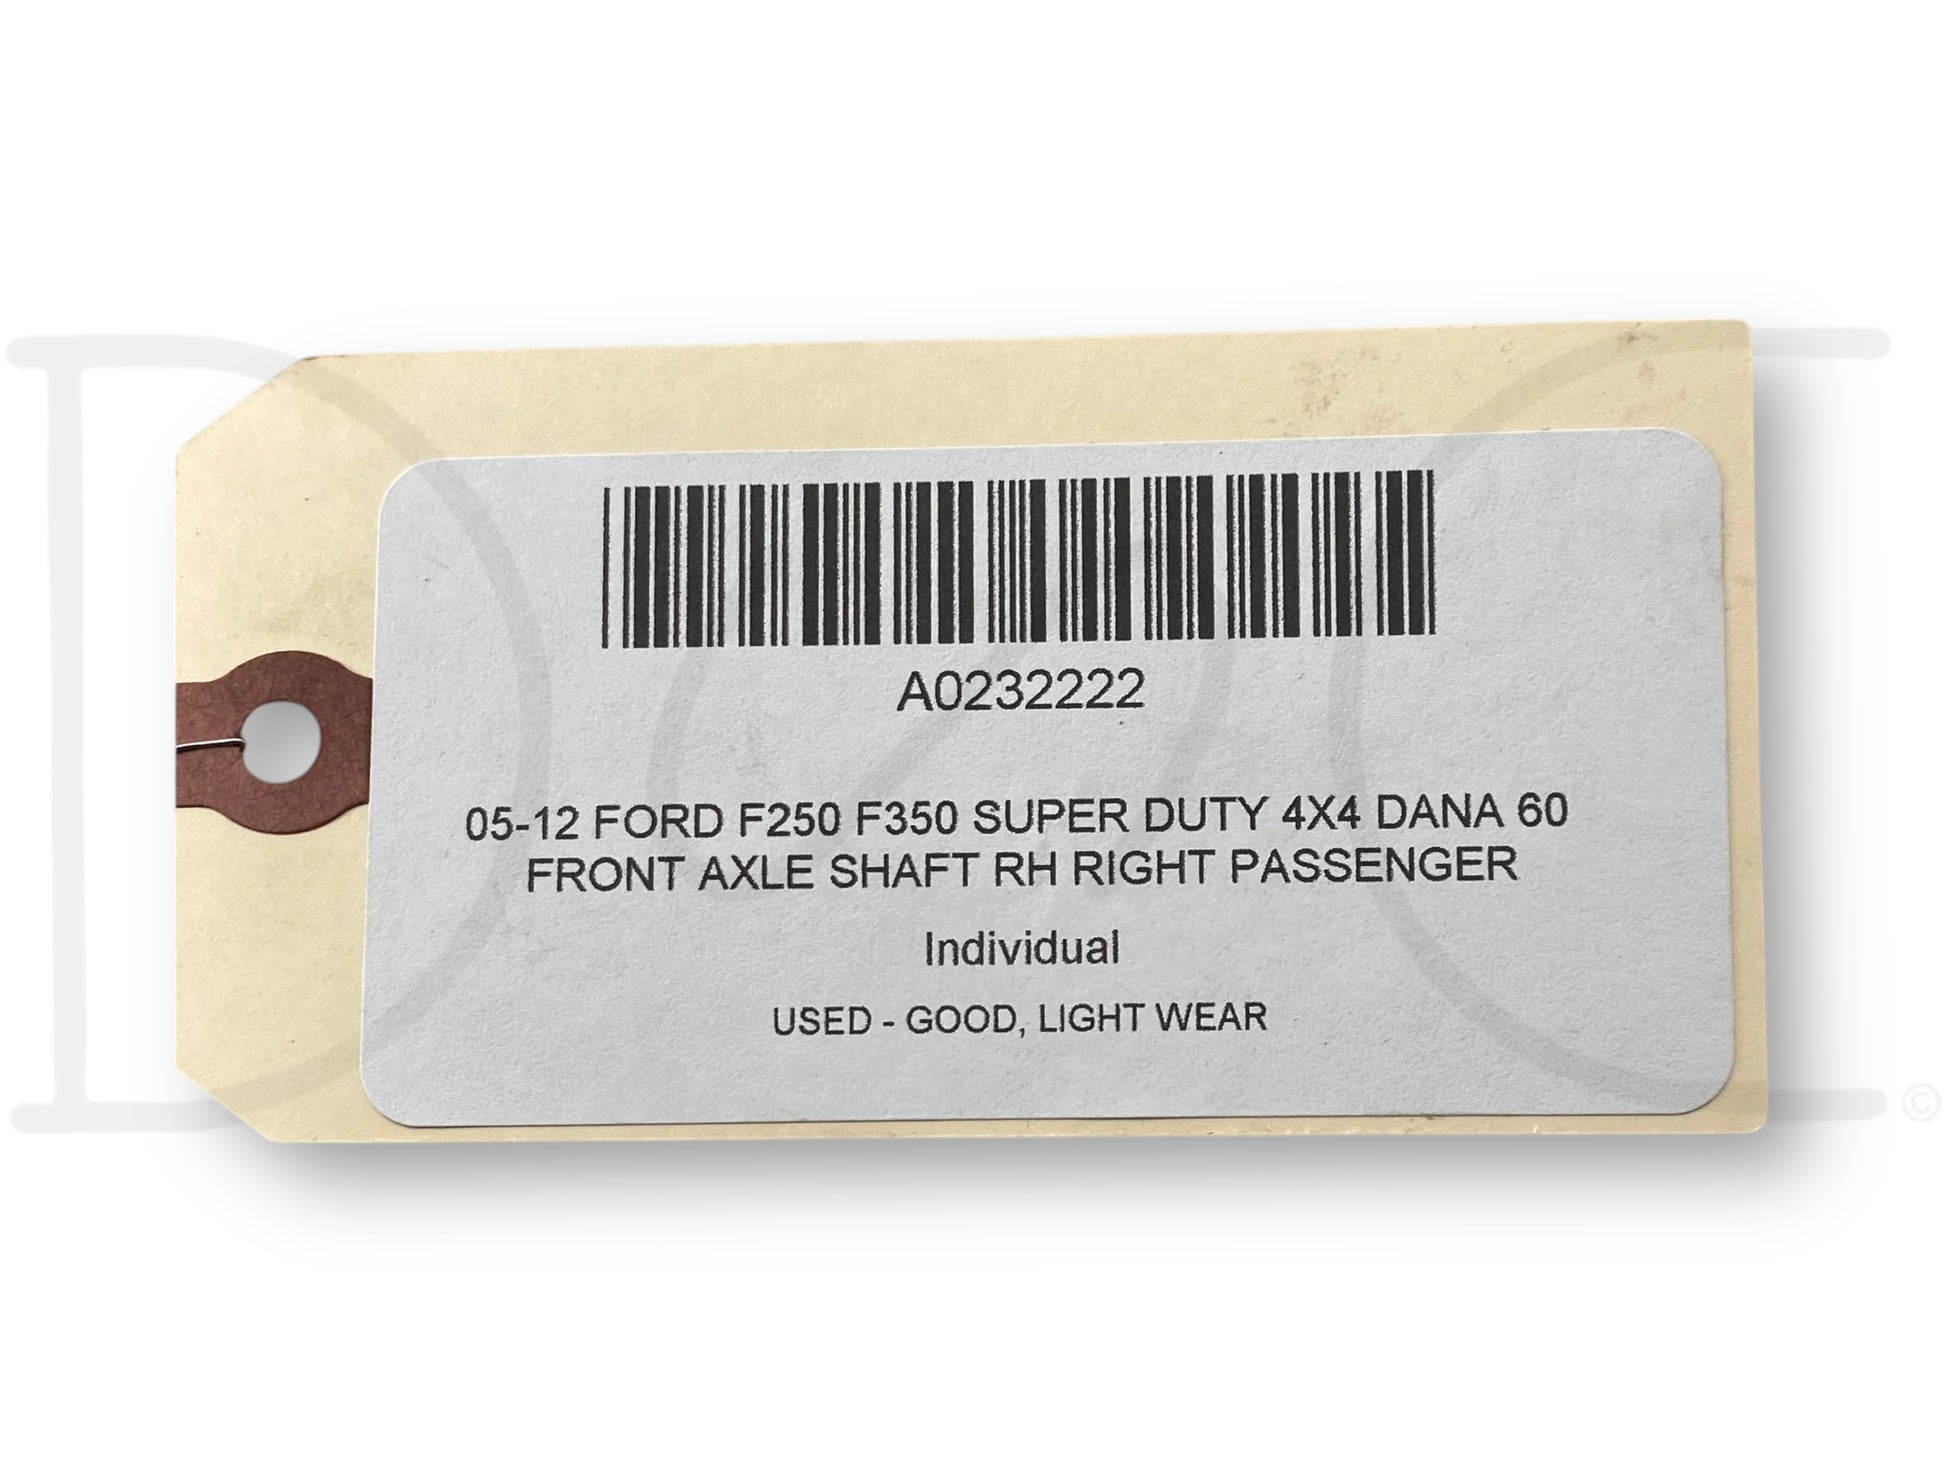 A0232222
05-12 FORD F250 F350 SUPER DUTY 4X4 DANA 60
FRONT AXLE SHAFT RH RIGHT PASSENGER
Individual
USED - GOOD, LIGHT WEAR
©